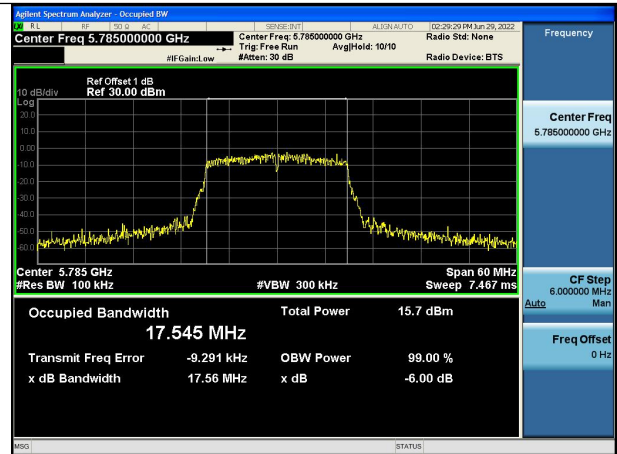 Agilent Spectrum Analyzer - Occupied BW
RL RF 50 Ω AC SENSE:INT ALIGN AUTO 02:29:29 PM Jun 29, 2022
Center Freq 5.785000000 GHz
Center Freq: 5.785000000 GHz
Radio Std: None
Trig: Free Run Avg|Hold: 10/10
#IFGain:Low #Atten: 30 dB Radio Device: BTS
Ref Offset 1 dB
10 dB/div Ref 30.00 dBm
Log
20.0
10.0
0.00
-10.0
-20.0
-30.0
-40.0
-50.0
-60.0
Center 5.785 GHz Span 60 MHz
#Res BW 100 kHz #VBW 300 kHz Sweep 7.467 ms
Occupied Bandwidth Total Power 15.7 dBm
17.545 MHz
Transmit Freq Error -9.291 kHz OBW Power 99.00 %
x dB Bandwidth 17.56 MHz x dB -6.00 dB
MSG STATUS
Frequency
Center Freq
5.785000000 GHz
CF Step
6.000000 MHz
Auto Man
Freq Offset
0 Hz